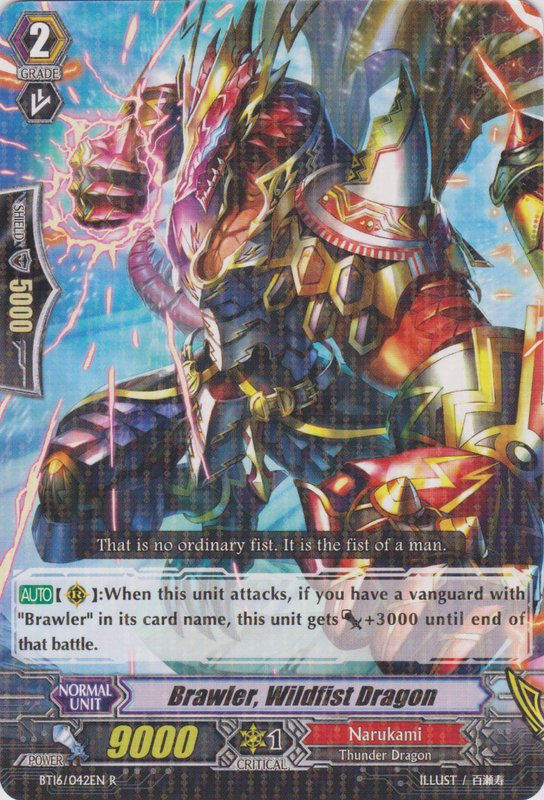 2
GRADE
SHIELD
5000
That is no ordinary fist. It is the fist of a man.
AUTO【 Ⓡ 】:When this unit attacks, if you have a vanguard with
"Brawler" in its card name, this unit gets +3000 until end of
that battle.
NORMAL
UNIT
Brawler, Wildfist Dragon
POWER
9000
1
CRITICAL
Narukami
Thunder Dragon
BT16/042EN R
ILLUST / 百瀬寿